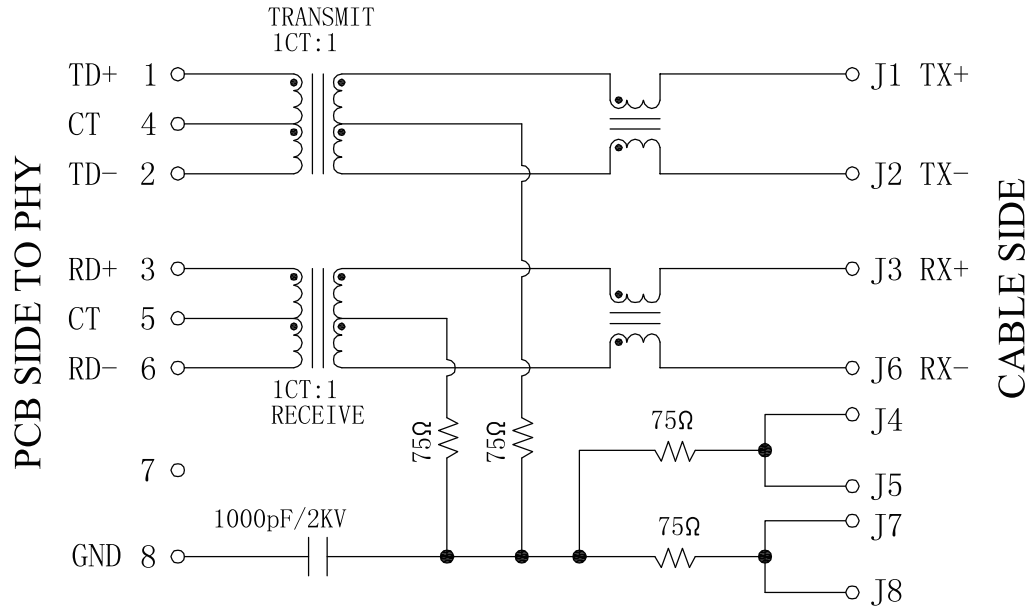 TRANSMIT
1CT:1
TD+ 1
J1 TX+
CT 4
TD- 2
J2 TX-
PCB SIDE TO PHY
CABLE SIDE
RD+ 3
J3 RX+
CT 5
RD- 6
J6 RX-
1CT:1
RECEIVE
75Ω
75Ω
75Ω
J4
7
J5
1000pF/2KV
75Ω
J7
GND 8
J8